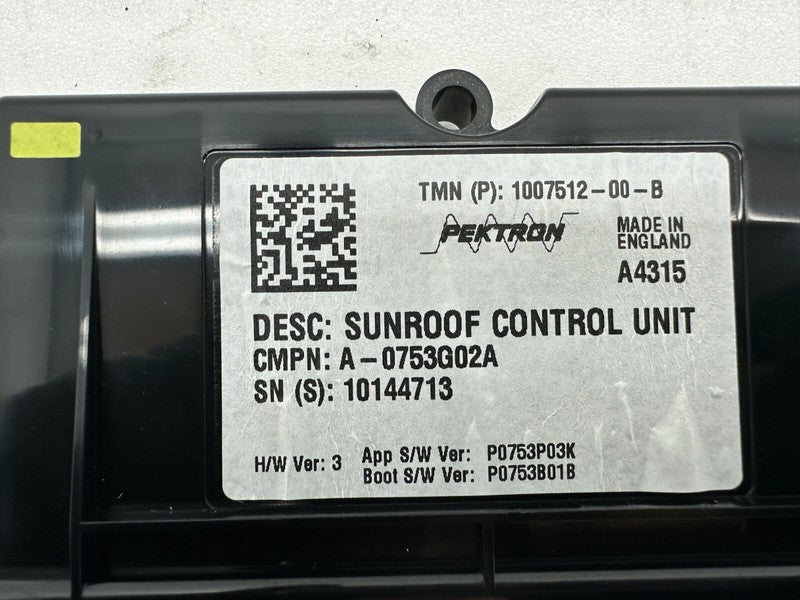 TMN (P): 1007512-00-B
PEKTRON
MADE IN
ENGLAND
A4315
DESC: SUNROOF CONTROL UNIT
CMPN: A-0753G02A
SN (S): 10144713
H/W Ver: 3 App S/W Ver: P0753P03K
Boot S/W Ver: P0753B01B